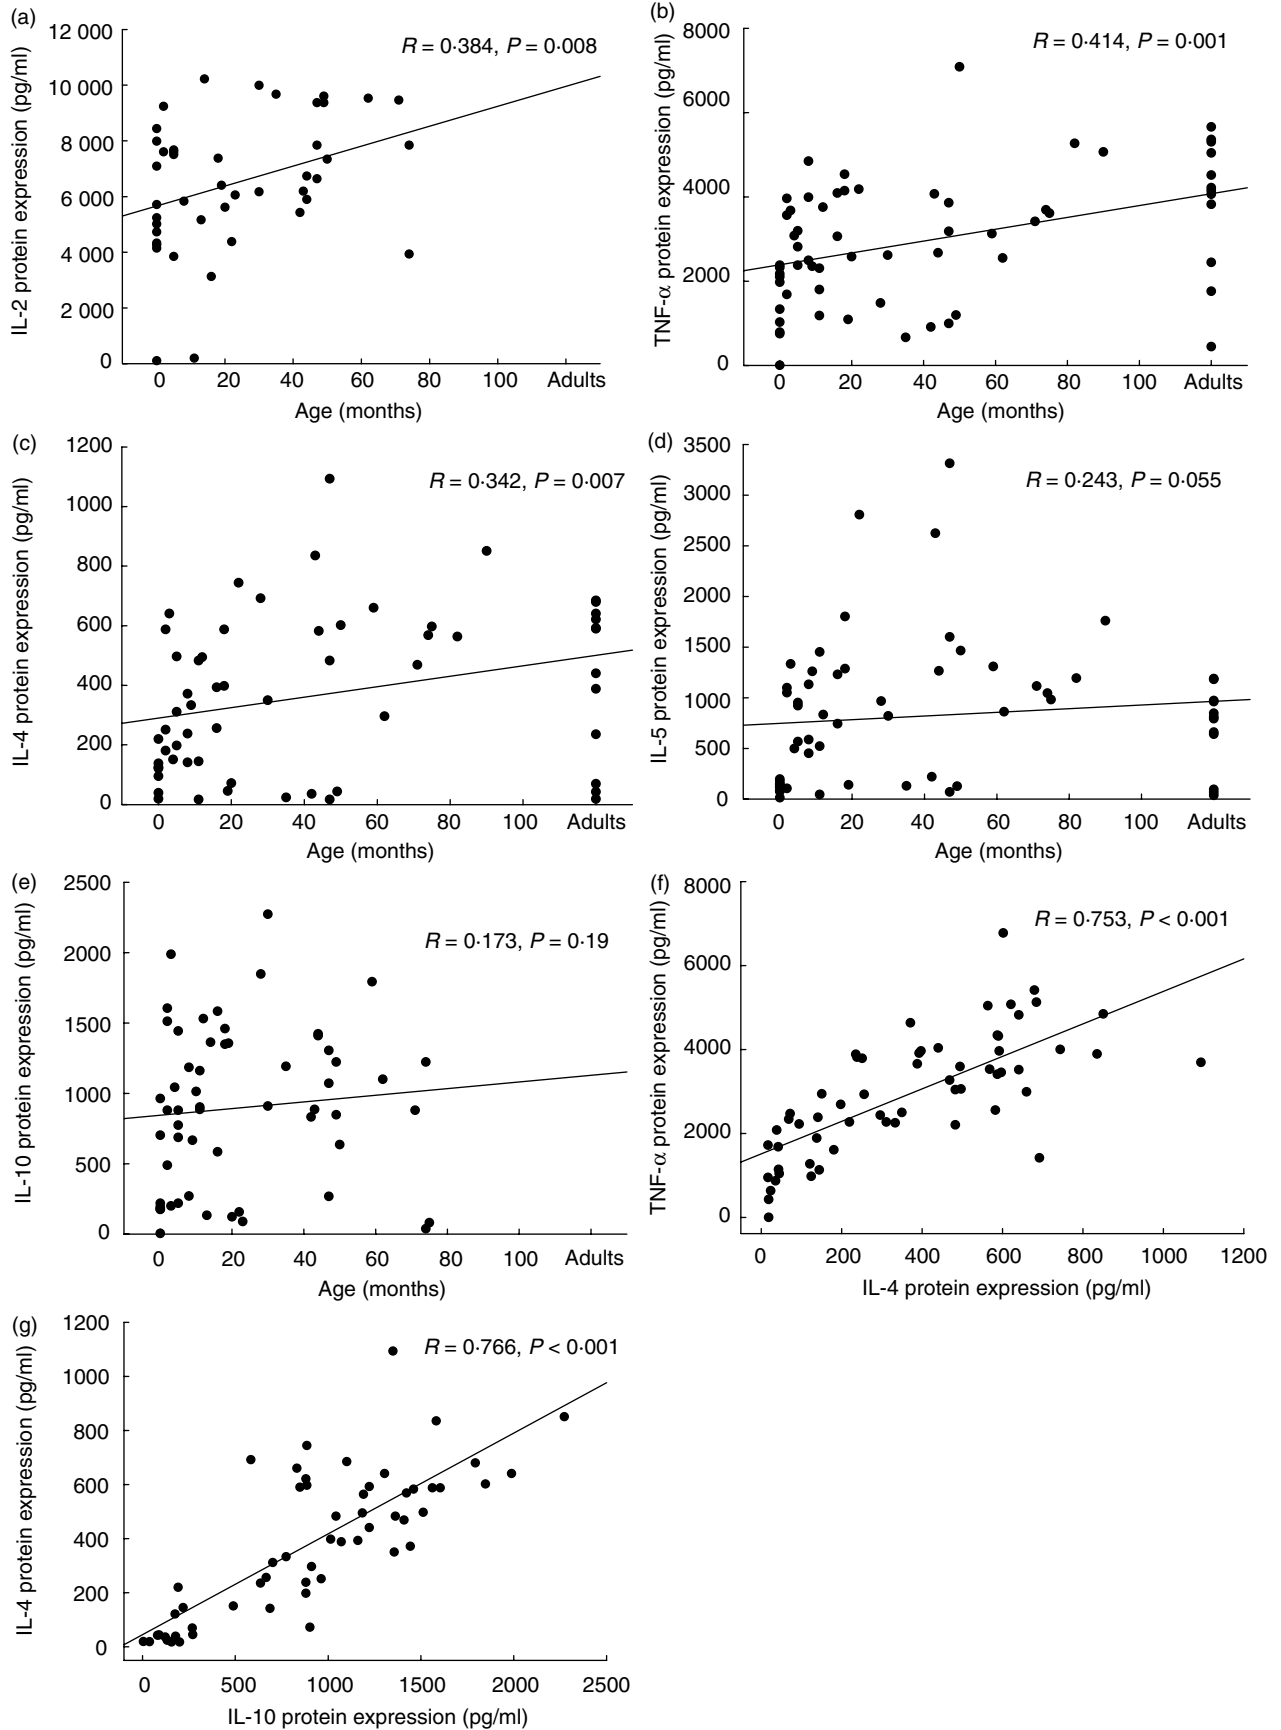 (a)
IL-2 protein expression (pg/ml)
12 000
10 000
8 000
6 000
4 000
2 000
0
R = 0·384, P = 0·008
0 20 40 60 80 100 Adults
Age (months)
(b)
TNF-α protein expression (pg/ml)
8000
6000
4000
2000
0
R = 0·414, P = 0·001
0 20 40 60 80 100 Adults
Age (months)
(c)
IL-4 protein expression (pg/ml)
1200
1000
800
600
400
200
0
R = 0·342, P = 0·007
0 20 40 60 80 100 Adults
Age (months)
(d)
IL-5 protein expression (pg/ml)
3500
3000
2500
2000
1500
1000
500
0
R = 0·243, P = 0·055
0 20 40 60 80 100 Adults
Age (months)
(e)
IL-10 protein expression (pg/ml)
2500
2000
1500
1000
500
0
R = 0·173, P = 0·19
0 20 40 60 80 100 Adults
Age (months)
(f)
TNF-α protein expression (pg/ml)
8000
6000
4000
2000
0
R = 0·753, P < 0·001
0 200 400 600 800 1000 1200
IL-4 protein expression (pg/ml)
(g)
IL-4 protein expression (pg/ml)
1200
1000
800
600
400
200
0
R = 0·766, P < 0·001
0 500 1000 1500 2000 2500
IL-10 protein expression (pg/ml)